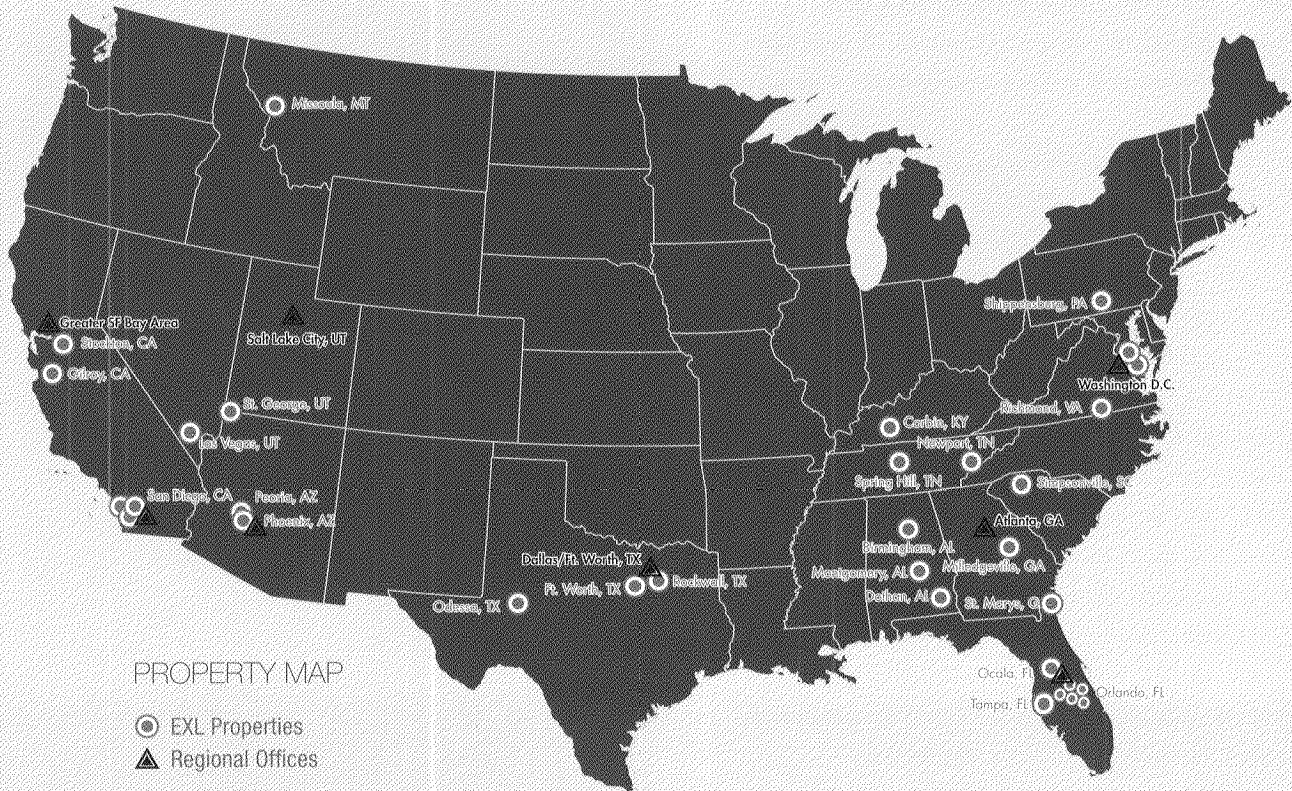 Missoula, MT
Shippensburg, PA
Greater SF Bay Area
Salt Lake City, UT
Stockton, CA
Gilroy, CA
Washington D.C.
St. George, UT
Richmond, VA
Las Vegas, UT
Corbin, KY
Newport, TN
Spring Hill, TN
Simpsonville, SC
San Diego, CA
Peoria, AZ
Phoenix, AZ
Atlanta, GA
Birmingham, AL
Dallas/Ft. Worth, TX
Milledgeville, GA
Montgomery, AL
Rockwall, TX
Ft. Worth, TX
Dothan, AL
Odessa, TX
St. Marys, G
PROPERTY MAP
Ocala, FL
Orlando, FL
Tampa, FL
EXL Properties
Regional Offices